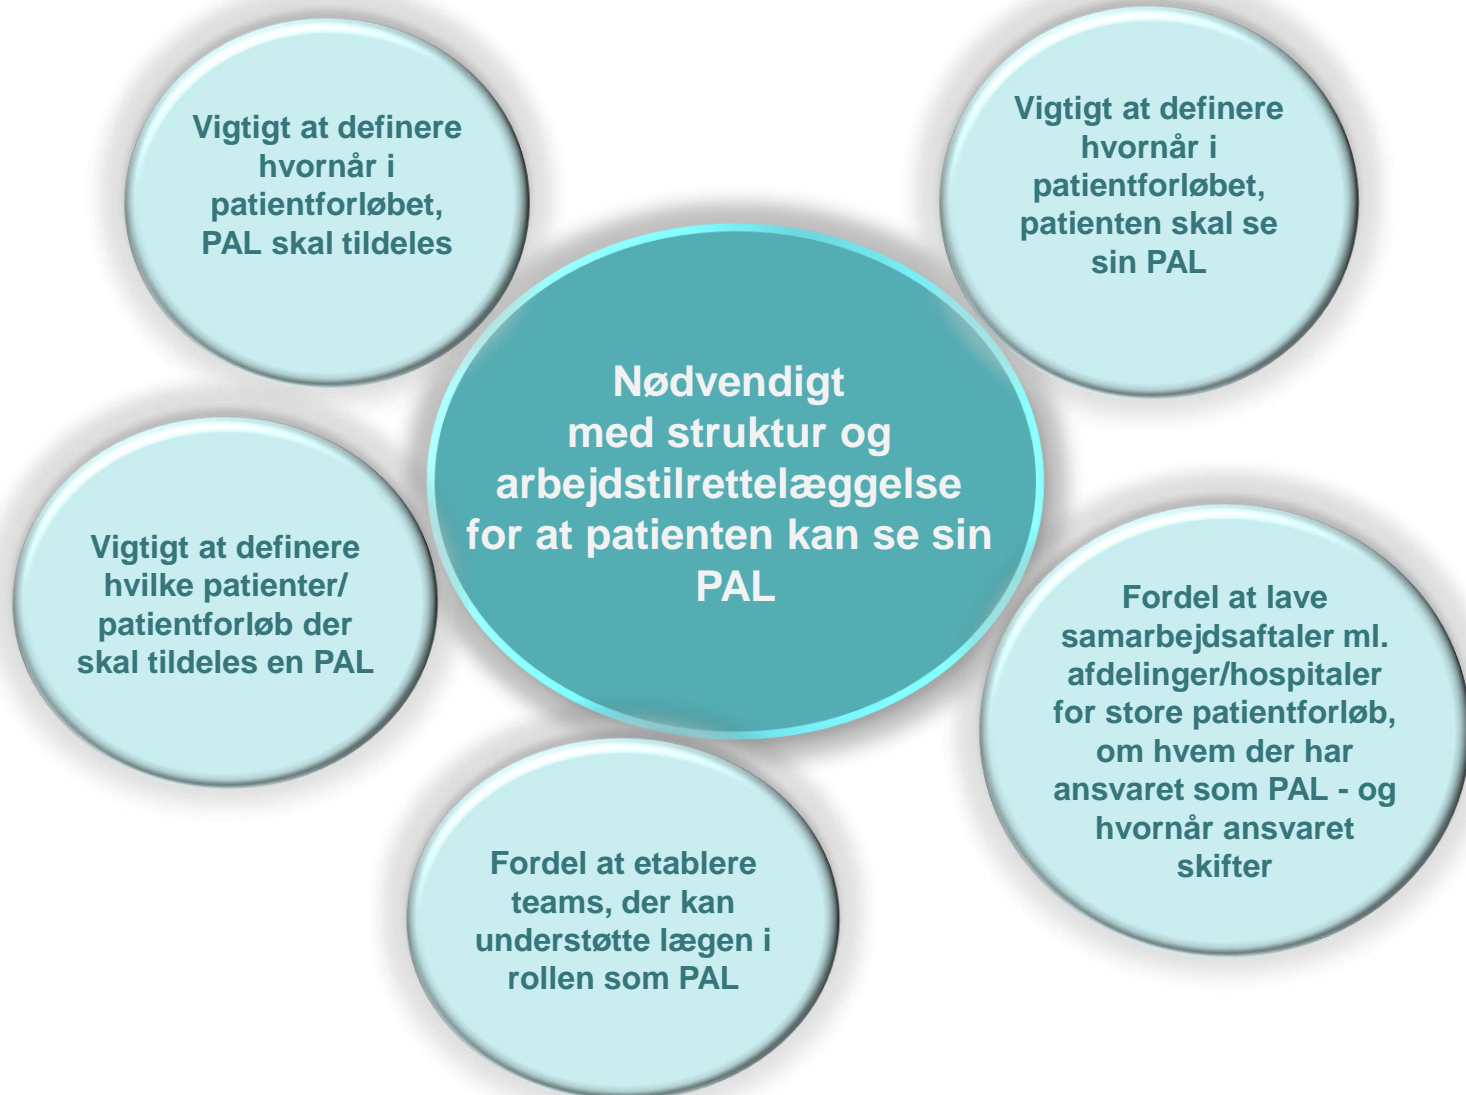 Vigtigt at definere
hvornår i
patientforløbet,
PAL skal tildeles
Vigtigt at definere
hvornår i
patientforløbet,
patienten skal se
sin PAL
Nødvendigt
med struktur og
arbejdstilrettelæggelse
for at patienten kan se sin
PAL
Vigtigt at definere
hvilke patienter/
patientforløb der
skal tildeles en PAL
Fordel at lave
samarbejdsaftaler ml.
afdelinger/hospitaler
for store patientforløb,
om hvem der har
ansvaret som PAL - og
hvornår ansvaret
skifter
Fordel at etablere
teams, der kan
understøtte lægen i
rollen som PAL